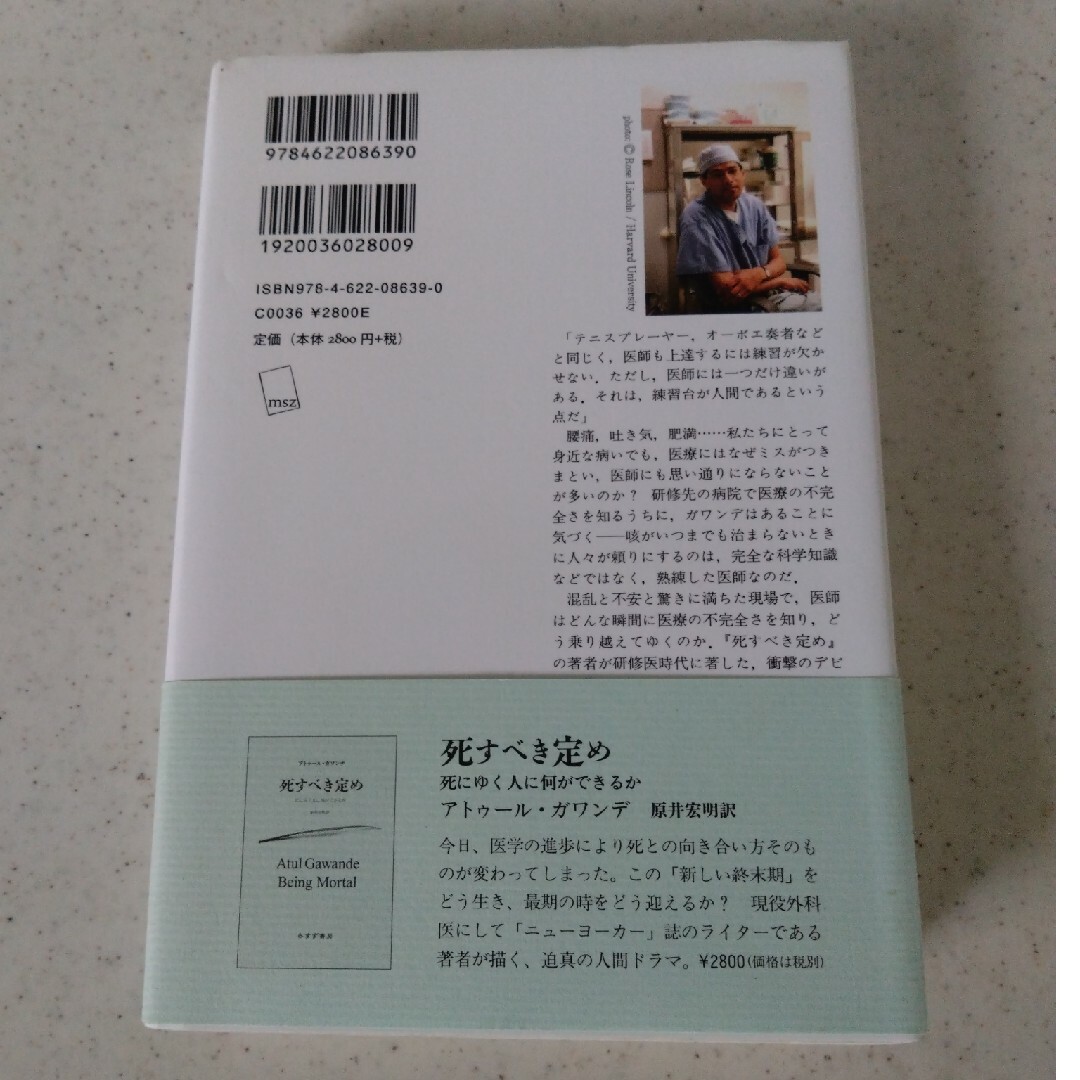 9784622086390
1920036028009
ISBN978-4-622-08639-0
C0036 ¥2800E
定価（本体 2800 円+税）
msz
photo: © Rose Lincoln / Harvard University
「テニスプレーヤー，オーボエ奏者など
と同じく，医師も上達するには練習が欠か
せない．ただし，医師には一つだけ違いが
ある．それは，練習台が人間であるという
点だ」
腰痛，吐き気，肥満……私たちにとって
身近な病いでも，医療にはなぜミスがつき
まとい，医師にも思い通りにならないこと
が多いのか？ 研修先の病院で医療の不完
全さを知るうちに，ガワンデはあることに
気づく——咳がいつまでも治まらないとき
に人々が頼りにするのは，完全な科学知識
などではなく，熟練した医師なのだ．
混乱と不安と驚きに満ちた現場で，医師
はどんな瞬間に医療の不完全さを知り，ど
う乗り越えてゆくのか．『死すべき定め』
の著者が研修医時代に著した，衝撃のデビ
アトゥール・ガワンデ
死すべき定め
Atul Gawande
Being Mortal
みすず書房
死すべき定め
死にゆく人に何ができるか
アトゥール・ガワンデ 原井宏明訳
今日、医学の進歩により死との向き合い方そのも
のが変わってしまった。この「新しい終末期」を
どう生き、最期の時をどう迎えるか？ 現役外科
医にして「ニューヨーカー」誌のライターである
著者が描く、迫真の人間ドラマ。¥2800（価格は税別）